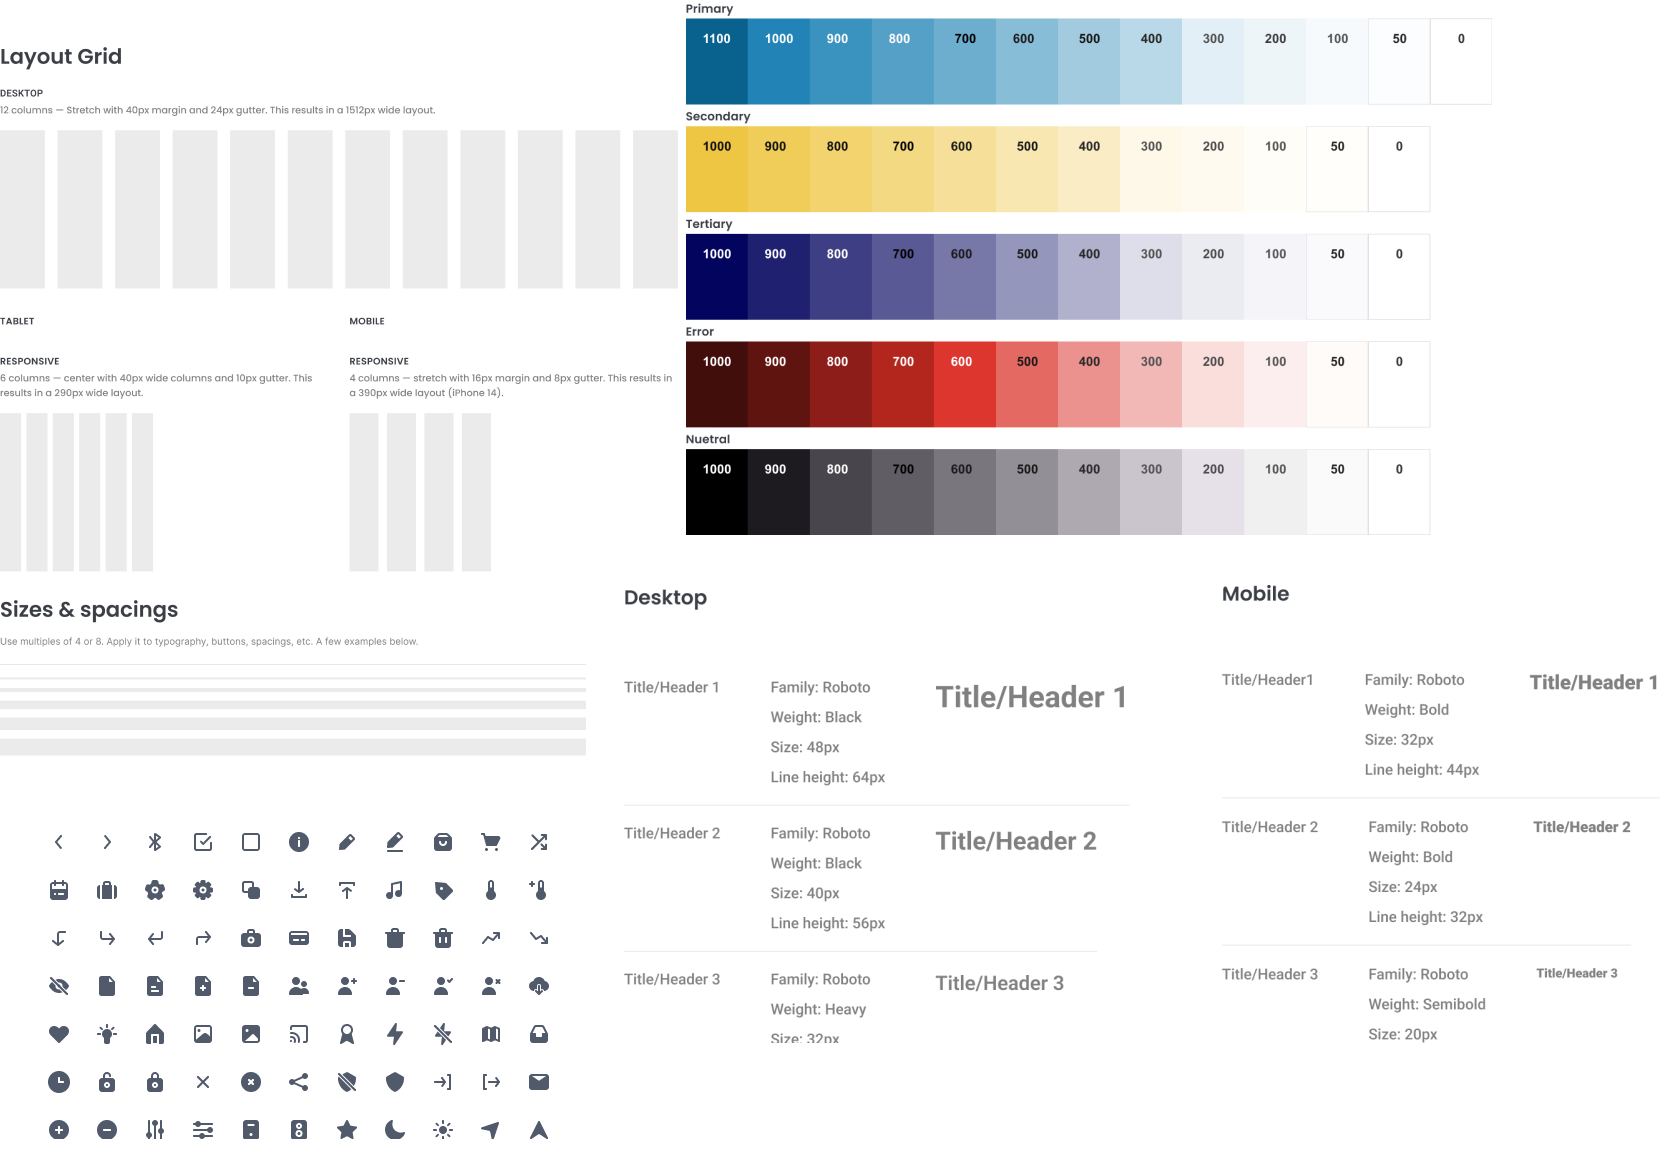 Layout Grid
DESKTOP
12 columns — Stretch with 40px margin and 24px gutter. This results in a 1512px wide layout.
TABLET
MOBILE
RESPONSIVE
6 columns — center with 40px wide columns and 10px gutter. This
results in a 290px wide layout.
RESPONSIVE
4 columns — stretch with 16px margin and 8px gutter. This results in
a 390px wide layout (iPhone 14).
Primary
1100 1000 900 800 700 600 500 400 300 200 100 50 0
Secondary
1000 900 800 700 600 500 400 300 200 100 50 0
Tertiary
1000 900 800 700 600 500 400 300 200 100 50 0
Error
1000 900 800 700 600 500 400 300 200 100 50 0
Nuetral
1000 900 800 700 600 500 400 300 200 100 50 0
Sizes & spacings
Use multiples of 4 or 8. Apply it to typography, buttons, spacings, etc. A few examples below.
Desktop
Title/Header 1
Family: Roboto
Weight: Black
Size: 48px
Line height: 64px
Title/Header 1
Title/Header 2
Family: Roboto
Weight: Black
Size: 40px
Line height: 56px
Title/Header 2
Title/Header 3
Family: Roboto
Weight: Heavy
Size: 32px
Title/Header 3
Mobile
Title/Header1
Family: Roboto
Weight: Bold
Size: 32px
Line height: 44px
Title/Header 1
Title/Header 2
Family: Roboto
Weight: Bold
Size: 24px
Line height: 32px
Title/Header 2
Title/Header 3
Family: Roboto
Weight: Semibold
Size: 20px
Title/Header 3